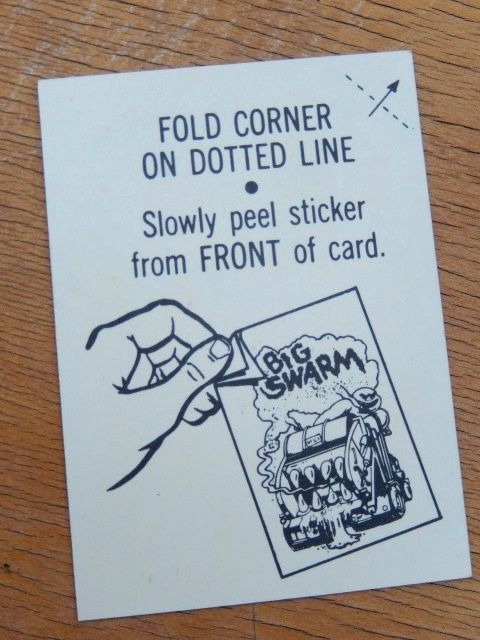 FOLD CORNER
ON DOTTED LINE
Slowly peel sticker
from FRONT of card.
BIG
SWARM